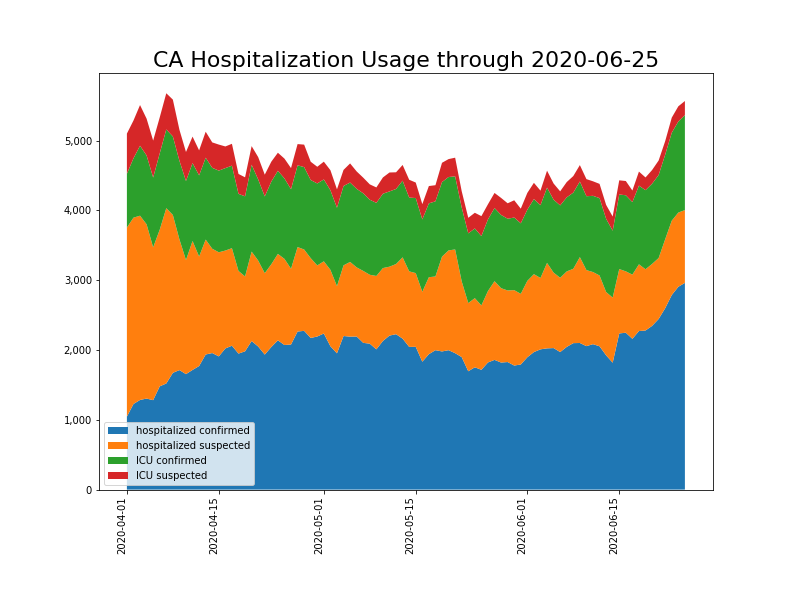 CA Hospitalization Usage through 2020-06-25
5,000
4,000
3,000
2,000
1,000
0
hospitalized confirmed
hospitalized suspected
ICU confirmed
ICU suspected
2020-04-01
2020-04-15
2020-05-01
2020-05-15
2020-06-01
2020-06-15